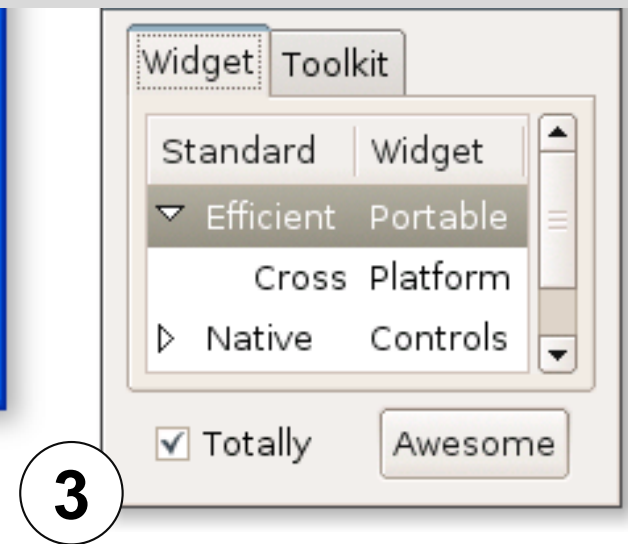 Widget Toolkit
Standard Widget
Efficient Portable
Cross Platform
Native Controls
Totally Awesome
3